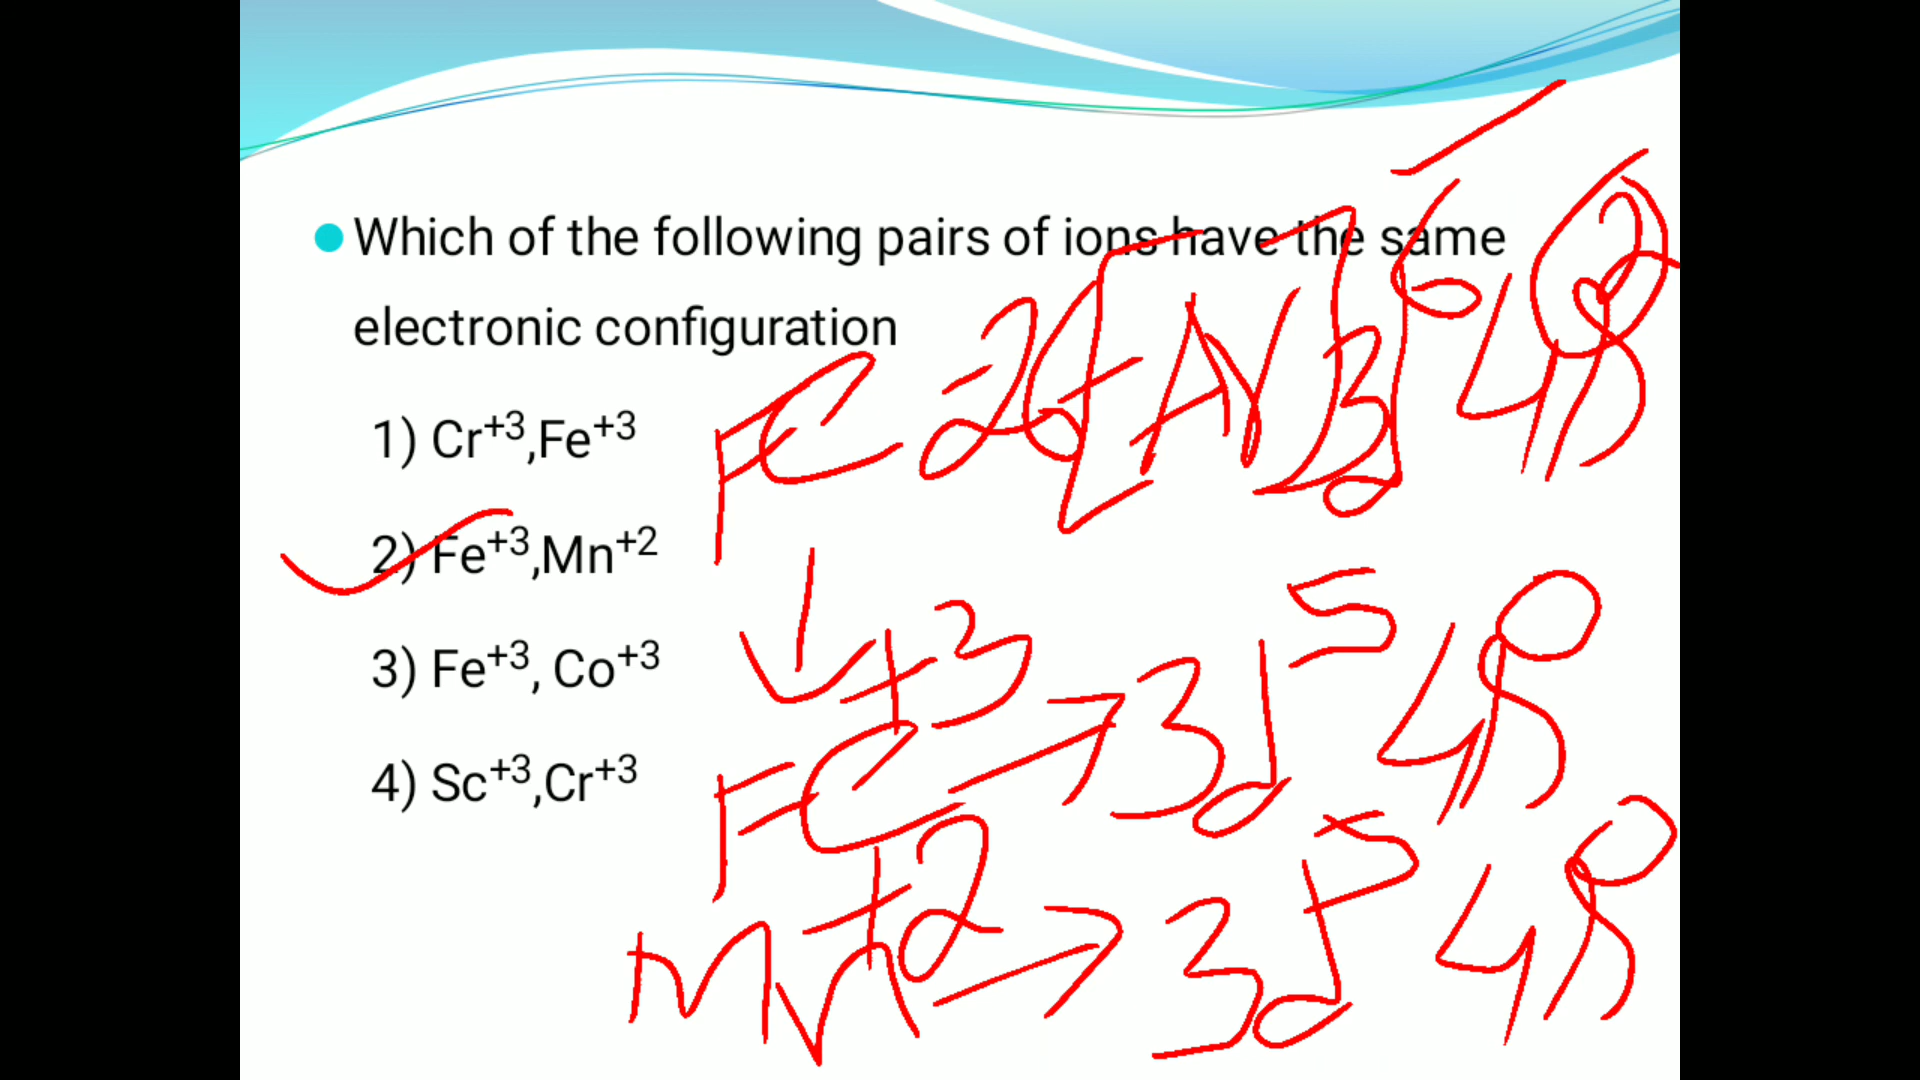 Which of the following pairs of ions have the same
electronic configuration
1) Cr+3,Fe+3
2) Fe+3,Mn+2
3) Fe+3, Co+3
4) Sc+3,Cr+3
Fe = 26 [Ar] 3d6 4s2
Fe+3 → 3d5 4s0
Mn+2 → 3d5 4s0